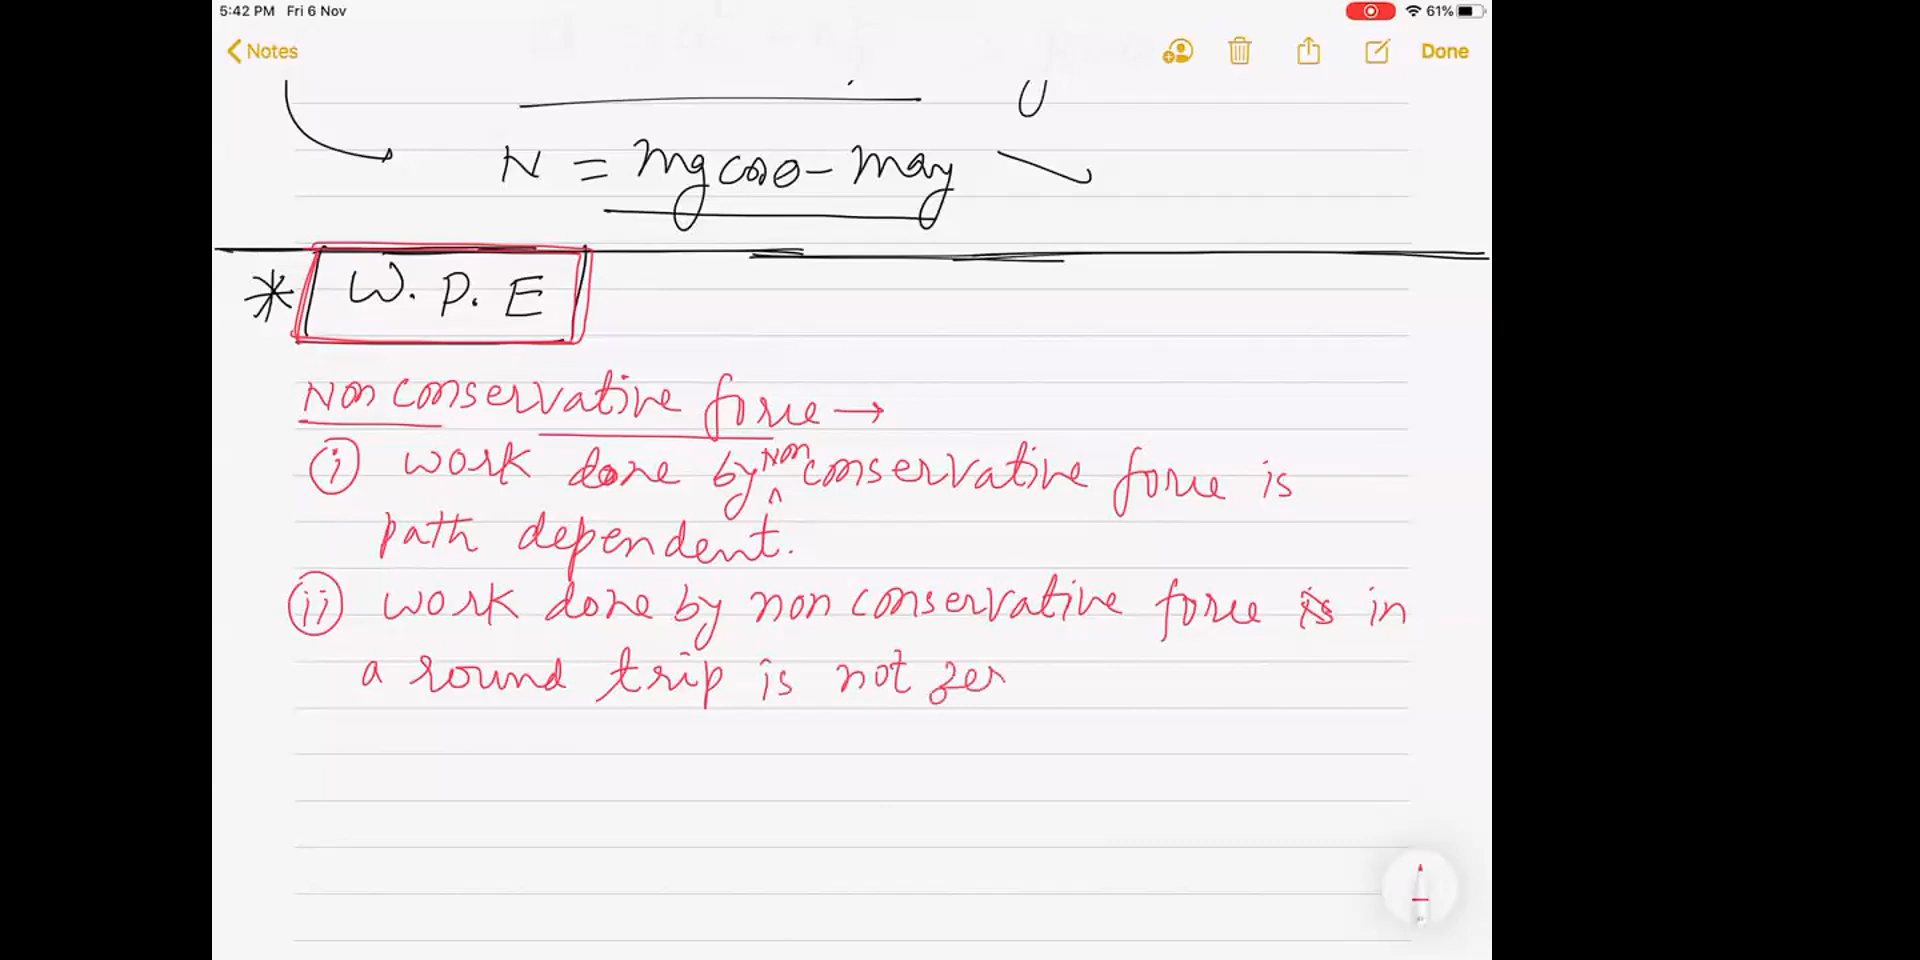 5:42 PM Fri 6 Nov
61%
Notes
Done
N = mg cosθ - may
* W. P. E
Non conservative force →
(i) work done by non conservative force is
path dependent.
(ii) work done by non conservative force is in
a round trip is not zer